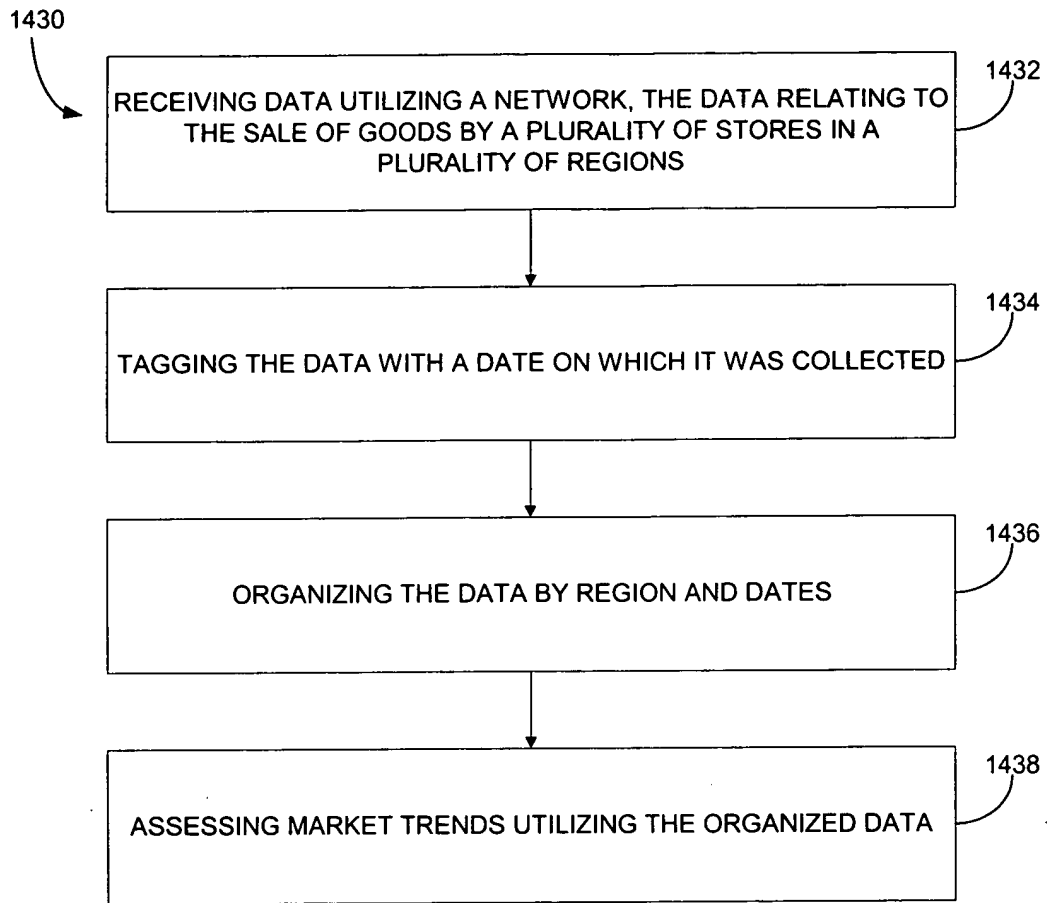 1430
1432
RECEIVING DATA UTILIZING A NETWORK, THE DATA RELATING TO
THE SALE OF GOODS BY A PLURALITY OF STORES IN A
PLURALITY OF REGIONS
1434
TAGGING THE DATA WITH A DATE ON WHICH IT WAS COLLECTED
1436
ORGANIZING THE DATA BY REGION AND DATES
1438
ASSESSING MARKET TRENDS UTILIZING THE ORGANIZED DATA